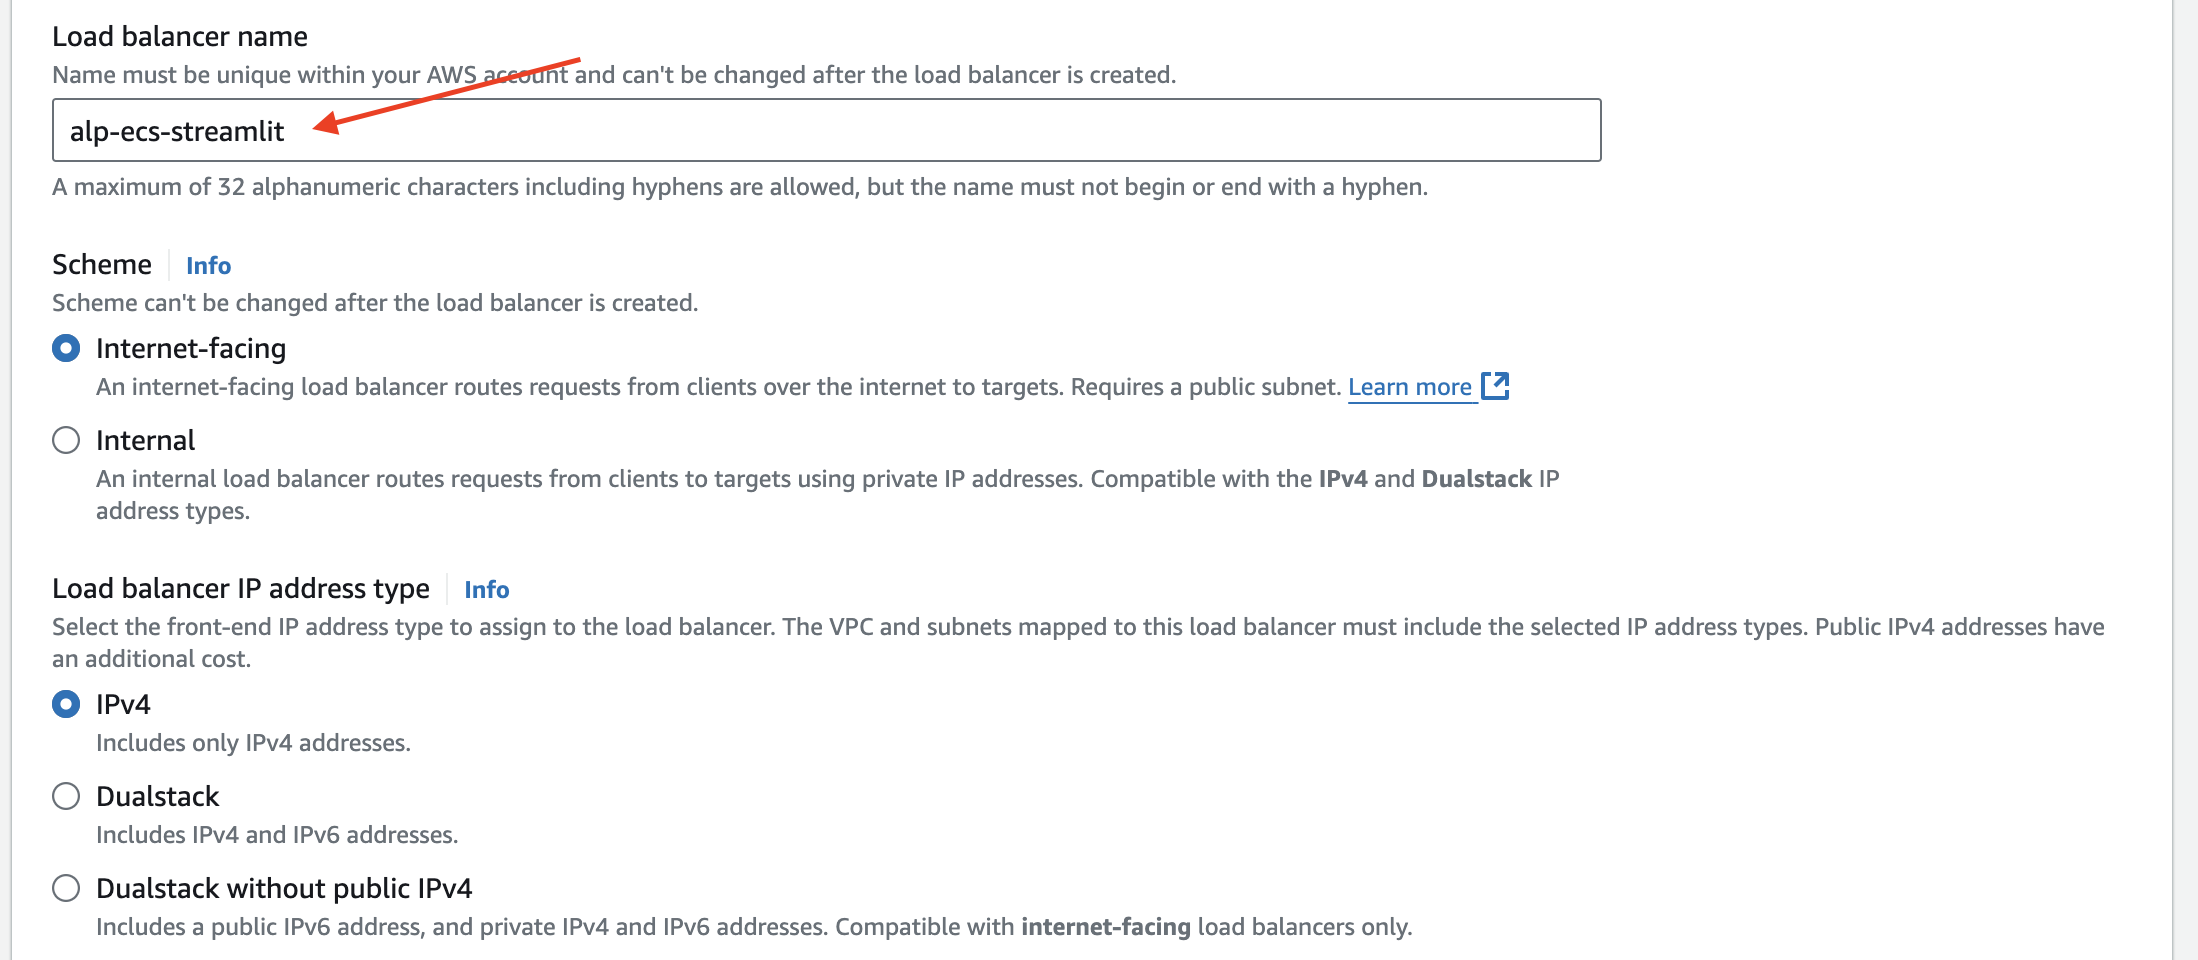 Load balancer name
Name must be unique within your AWS account and can't be changed after the load balancer is created.
alp-ecs-streamlit
A maximum of 32 alphanumeric characters including hyphens are allowed, but the name must not begin or end with a hyphen.
Scheme Info
Scheme can't be changed after the load balancer is created.
Internet-facing
An internet-facing load balancer routes requests from clients over the internet to targets. Requires a public subnet. Learn more
Internal
An internal load balancer routes requests from clients to targets using private IP addresses. Compatible with the IPv4 and Dualstack IP
address types.
Load balancer IP address type Info
Select the front-end IP address type to assign to the load balancer. The VPC and subnets mapped to this load balancer must include the selected IP address types. Public IPv4 addresses have
an additional cost.
IPv4
Includes only IPv4 addresses.
Dualstack
Includes IPv4 and IPv6 addresses.
Dualstack without public IPv4
Includes a public IPv6 address, and private IPv4 and IPv6 addresses. Compatible with internet-facing load balancers only.